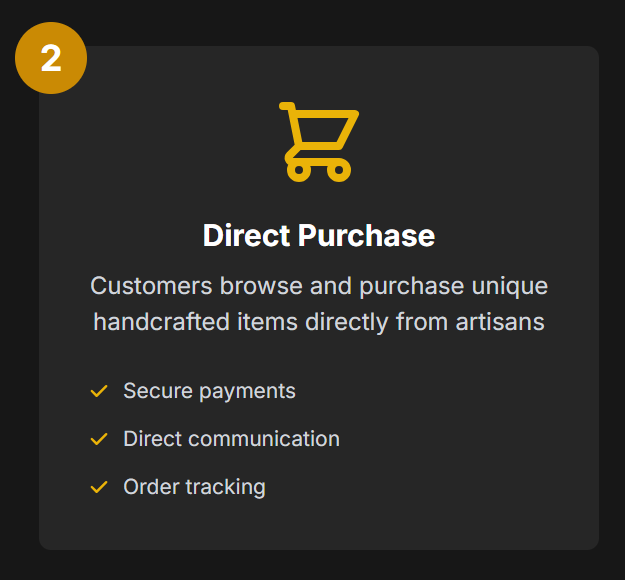 2
Direct Purchase
Customers browse and purchase unique
handcrafted items directly from artisans
Secure payments
Direct communication
Order tracking